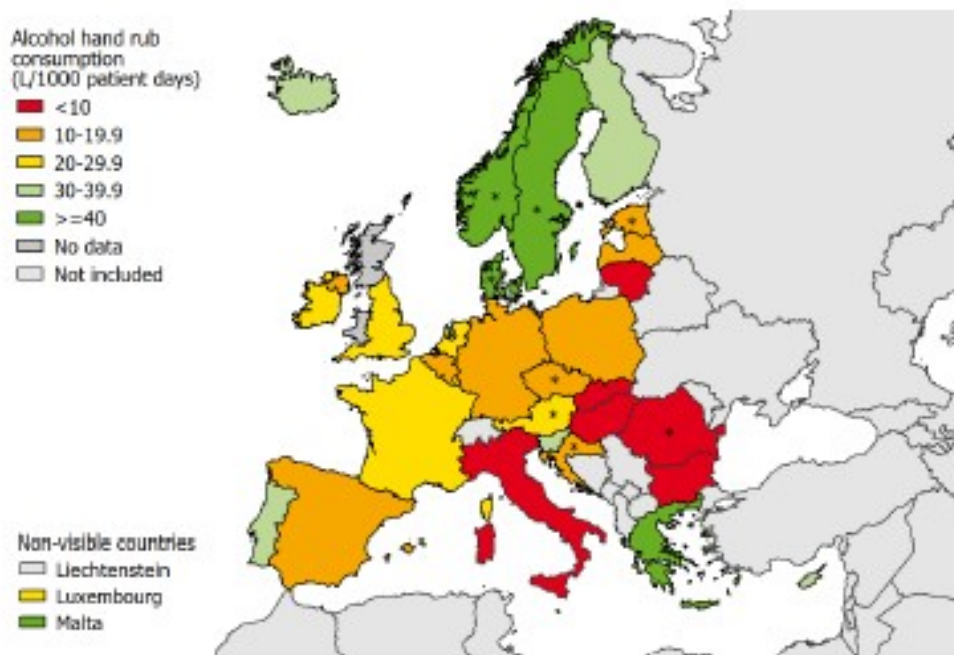 Alcohol hand rub
consumption
(L/1000 patient days)
<10
10-19.9
20-29.9
30-39.9
>=40
No data
Not included
Non-visible countries
Liechtenstein
Luxembourg
Malta